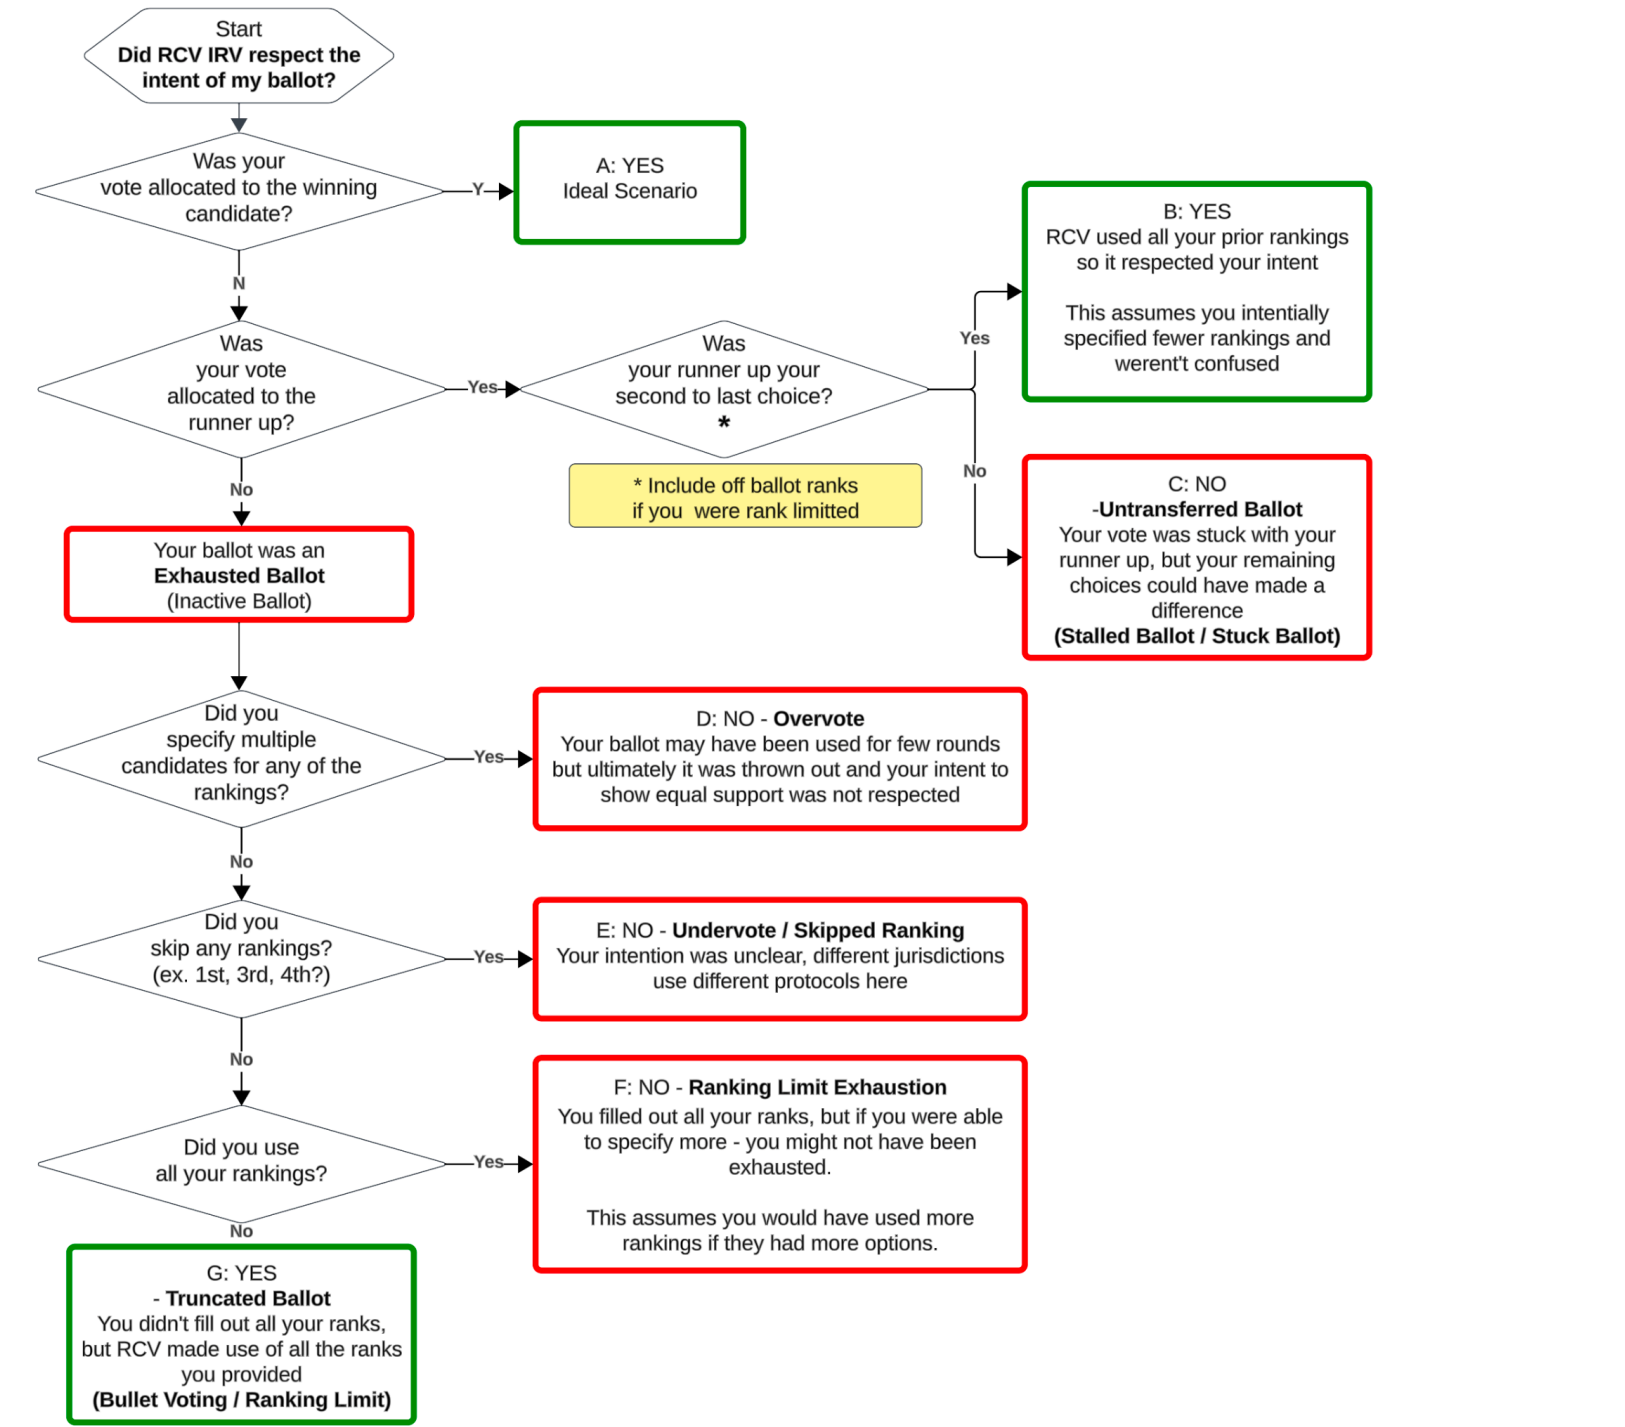 Start
Did RCV IRV respect the
intent of my ballot?
Was your
vote allocated to the winning
candidate?
Y
A: YES
Ideal Scenario
N
Was
your vote
allocated to the
runner up?
Yes
Was
your runner up your
second to last choice?
*
Yes
B: YES
RCV used all your prior rankings
so it respected your intent
This assumes you intentially
specified fewer rankings and
weren't confused
* Include off ballot ranks
if you were rank limitted
No
C: NO
-Untransferred Ballot
Your vote was stuck with your
runner up, but your remaining
choices could have made a
difference
(Stalled Ballot / Stuck Ballot)
No
Your ballot was an
Exhausted Ballot
(Inactive Ballot)
Did you
specify multiple
candidates for any of the
rankings?
Yes
D: NO - Overvote
Your ballot may have been used for few rounds
but ultimately it was thrown out and your intent to
show equal support was not respected
No
Did you
skip any rankings?
(ex. 1st, 3rd, 4th?)
Yes
E: NO - Undervote / Skipped Ranking
Your intention was unclear, different jurisdictions
use different protocols here
No
Did you use
all your rankings?
Yes
F: NO - Ranking Limit Exhaustion
You filled out all your ranks, but if you were able
to specify more - you might not have been
exhausted.
This assumes you would have used more
rankings if they had more options.
No
G: YES
- Truncated Ballot
You didn't fill out all your ranks,
but RCV made use of all the ranks
you provided
(Bullet Voting / Ranking Limit)